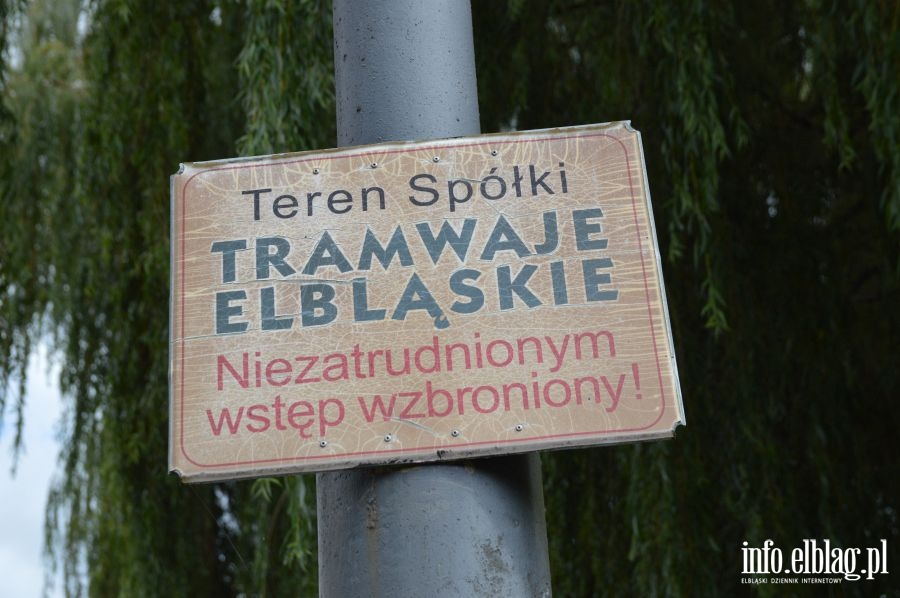 Teren Spółki
TRAMWAJE
ELBLĄSKIE
Niezatrudnionym
wstęp wzbroniony!
info.elblag.pl
ELBLĄSKI DZIENNIK INTERNETOWY